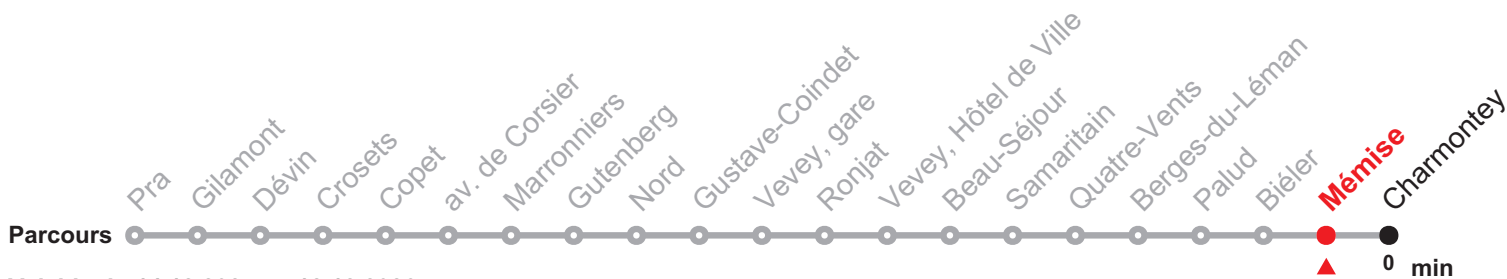 Pra
Gilamont
Dévin
Crosets
Copet
av. de Corsier
Marronniers
Gutenberg
Nord
Gustave-Coindet
Vevey, gare
Ronjat
Vevey, Hôtel de Ville
Beau-Séjour
Samaritain
Quatre-Vents
Berges-du-Léman
Palud
Biéler
Mémise
Charmontey
Parcours
0 min